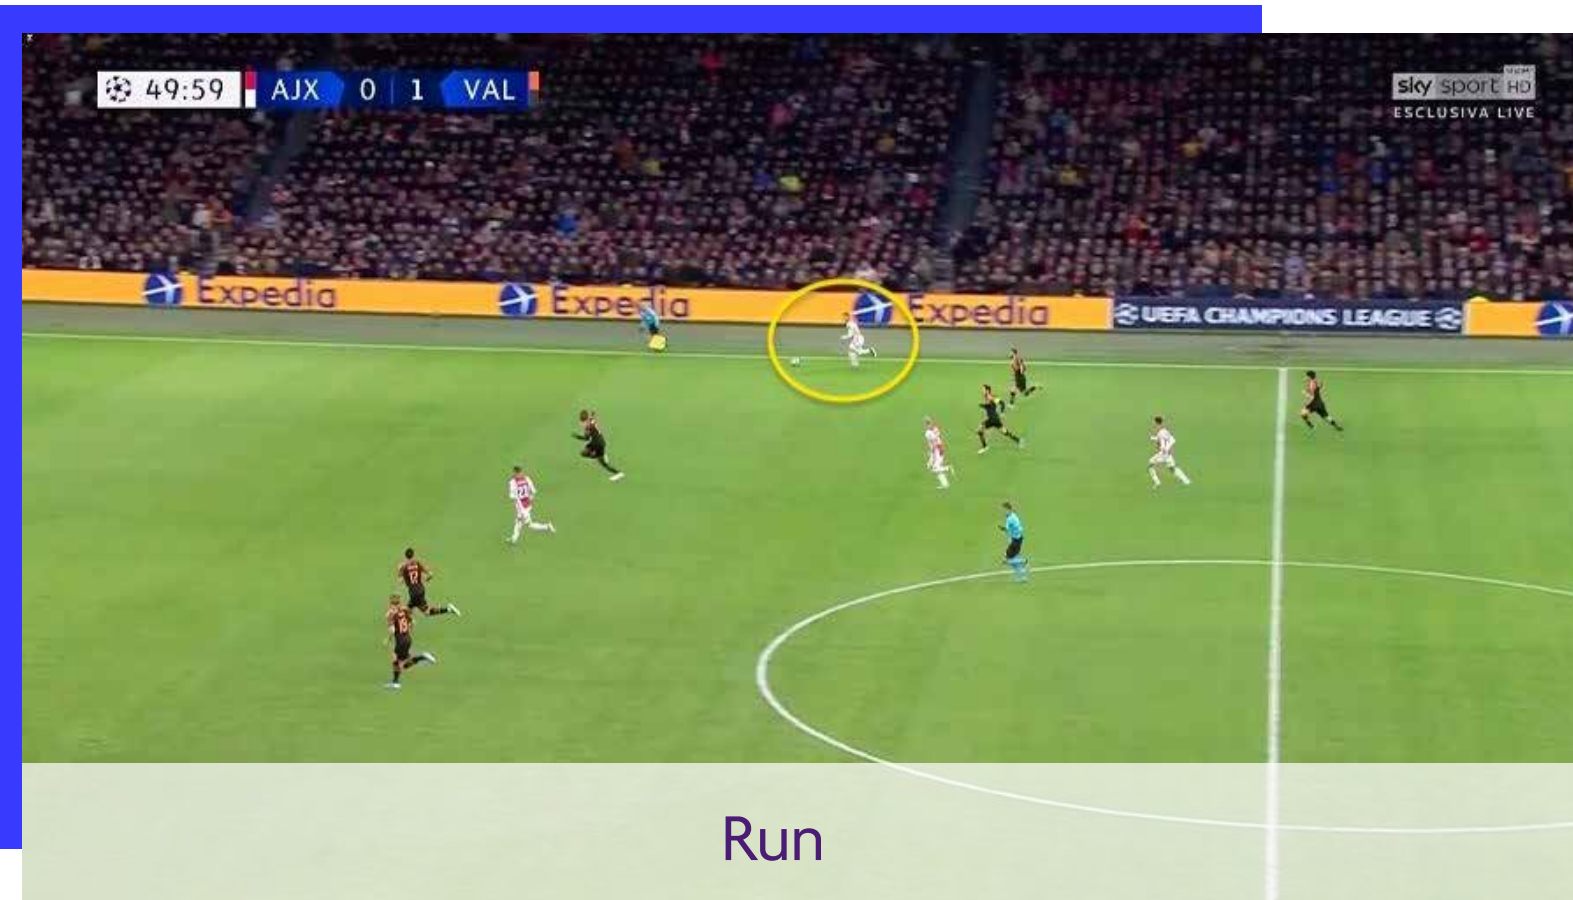 49:59 AJX 0 1 VAL
sky sport HD
ESCLUSIVA LIVE
Expedia Expedia Expedia UEFA CHAMPIONS LEAGUE
Run